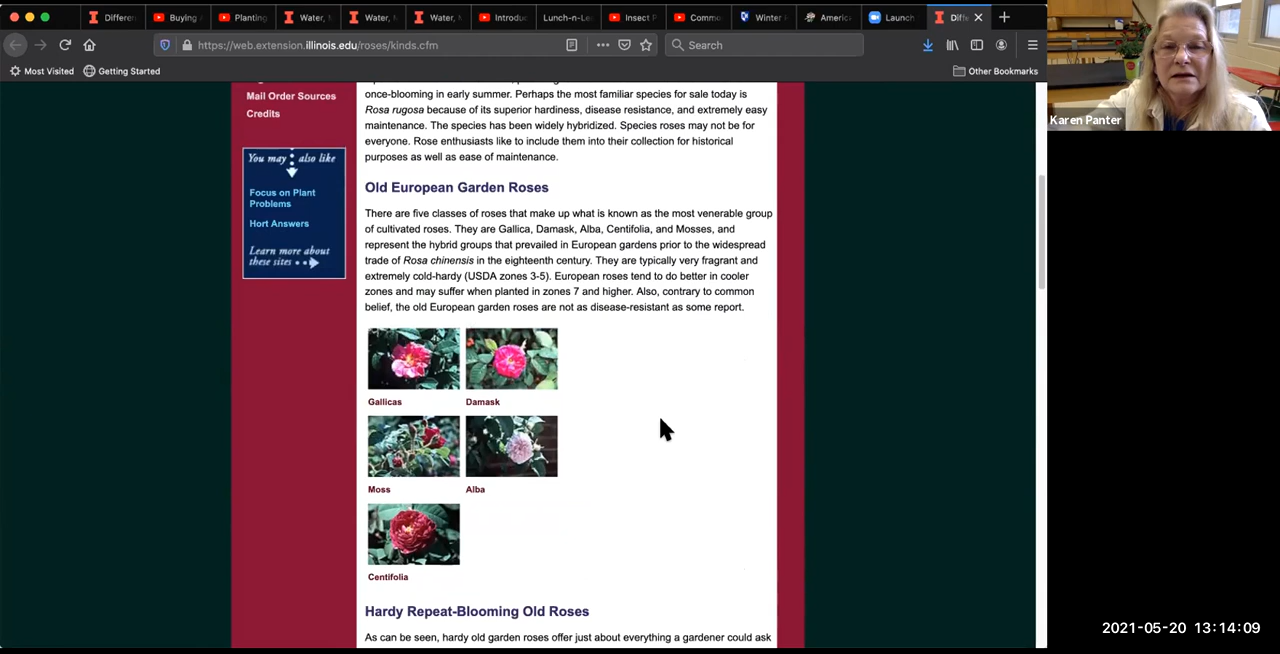 Differen
Buying A
Planting
Water, M
Water, M
Water, M
Introduc
Lunch-n-Lea
Insect P
Commo
Winter A
America
Launch
Diffe
https://web.extension.illinois.edu/roses/kinds.cfm
Search
Most Visited
Getting Started
Other Bookmarks
Mail Order Sources
Credits
You may also like
Focus on Plant
Problems
Hort Answers
Learn more about
these sites
once-blooming in early summer. Perhaps the most familiar species for sale today is
Rosa rugosa because of its superior hardiness, disease resistance, and extremely easy
maintenance. The species has been widely hybridized. Species roses may not be for
everyone. Rose enthusiasts like to include them into their collection for historical
purposes as well as ease of maintenance.
Old European Garden Roses
There are five classes of roses that make up what is known as the most venerable group
of cultivated roses. They are Gallica, Damask, Alba, Centifolia, and Mosses, and
represent the hybrid groups that prevailed in European gardens prior to the widespread
trade of Rosa chinensis in the eighteenth century. They are typically very fragrant and
extremely cold-hardy (USDA zones 3-5). European roses tend to do better in cooler
zones and may suffer when planted in zones 7 and higher. Also, contrary to common
belief, the old European garden roses are not as disease-resistant as some report.
Gallicas
Damask
Moss
Alba
Centifolia
Hardy Repeat-Blooming Old Roses
As can be seen, hardy old garden roses offer just about everything a gardener could ask
Karen Panter
2021-05-20 13:14:09